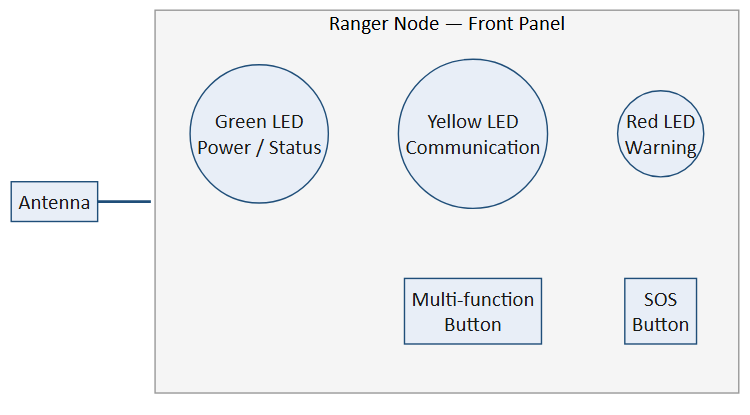 Ranger Node — Front Panel
Green LED
Power / Status
Yellow LED
Communication
Red LED
Warning
Antenna
Multi-function
Button
SOS
Button